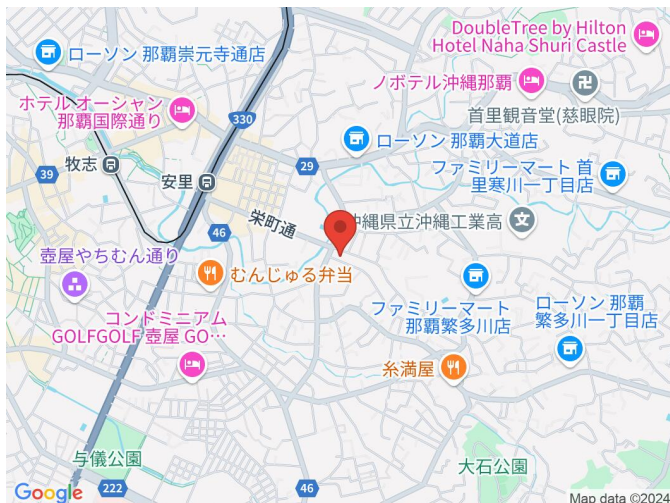 DoubleTree by Hilton
Hotel Naha Shuri Castle
ローソン 那覇崇元寺通店
ノボテル沖縄那覇
ホテル オーシャン
那覇国際通り
330
首里観音堂(慈眼院)
ローソン 那覇大道店
牧志
29
ファミリーマート 首
里寒川一丁目店
39
安里
栄町通
沖縄県立沖縄工業高
46
壺屋やちむん通り
むんじゅる弁当
ファミリーマート
那覇繁多川店
ローソン 那覇
繁多川一丁目店
コンドミニアム
GOLFGOLF 壺屋 GO…
糸満屋
与儀公園
大石公園
Google
222
46
Map data ©2024